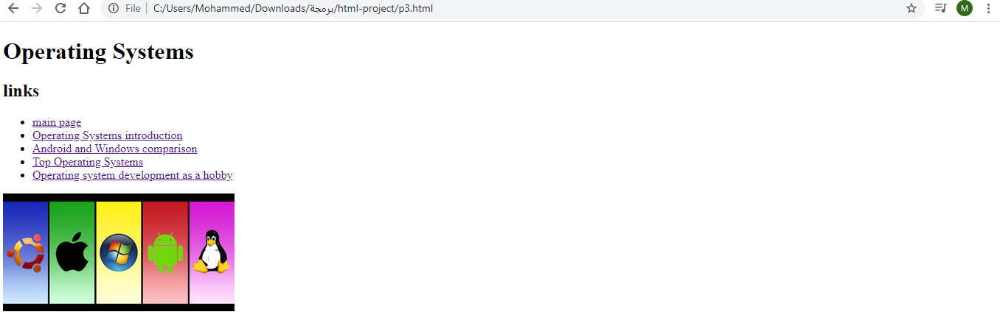 File C:/Users/Mohammed/Downloads/برمجة/html-project/p3.html M
Operating Systems
links
main page
Operating Systems introduction
Android and Windows comparison
Top Operating Systems
Operating system development as a hobby